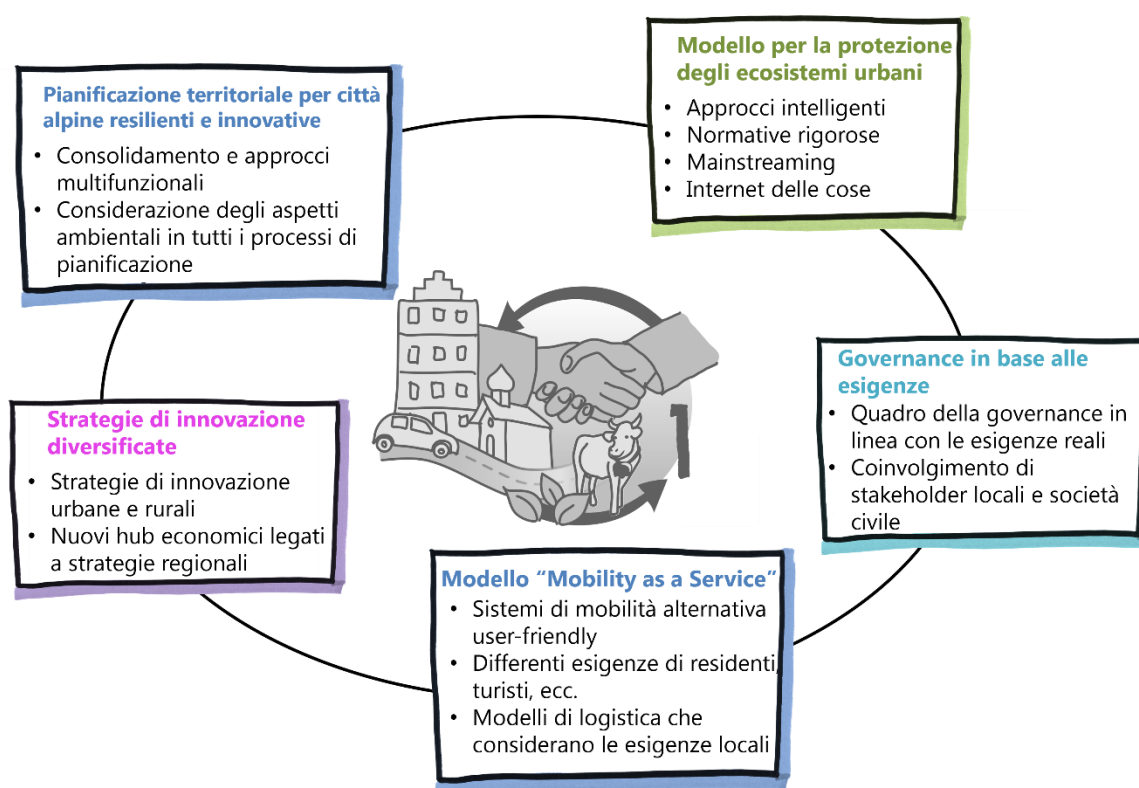 Pianificazione territoriale per città
alpine resilienti e innovative
• Consolidamento e approcci
multifunzionali
• Considerazione degli aspetti
ambientali in tutti i processi di
pianificazione
Modello per la protezione
degli ecosistemi urbani
• Approcci intelligenti
• Normative rigorose
• Mainstreaming
• Internet delle cose
Governance in base alle
esigenze
• Quadro della governance in
linea con le esigenze reali
• Coinvolgimento di
stakeholder locali e società
civile
Strategie di innovazione
diversificate
• Strategie di innovazione
urbane e rurali
• Nuovi hub economici legati
a strategie regionali
Modello “Mobility as a Service”
• Sistemi di mobilità alternativa
user-friendly
• Differenti esigenze di residenti,
turisti, ecc.
• Modelli di logistica che
considerano le esigenze locali
1